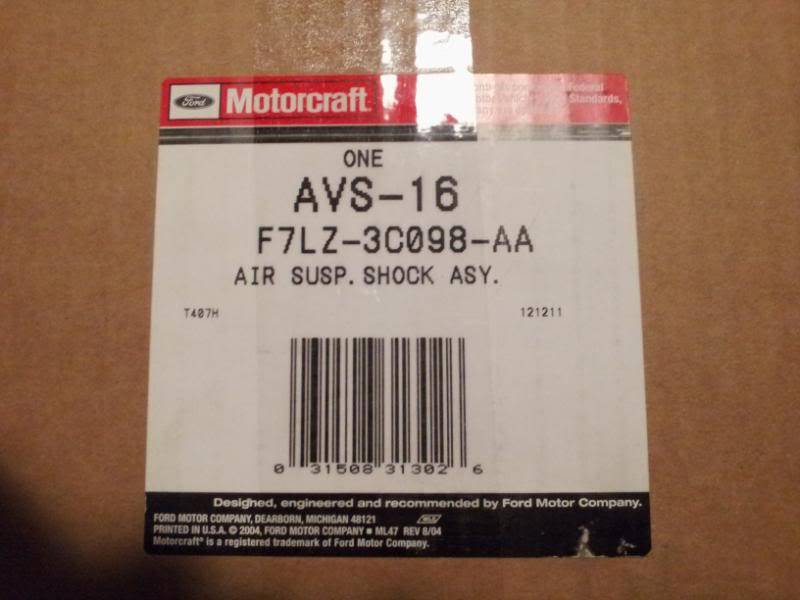 Ford Motorcraft Federal
Standards,
ONE
AVS-16
F7LZ-3C098-AA
AIR SUSP. SHOCK ASY.
T407H 121211
0 31508 31302 6
Designed, engineered and recommended by Ford Motor Company.
FORD MOTOR COMPANY, DEARBORN, MICHIGAN 48121
PRINTED IN U.S.A. © 2004, FORD MOTOR COMPANY ■ ML47 REV 8/04
Motorcraft® is a registered trademark of Ford Motor Company.